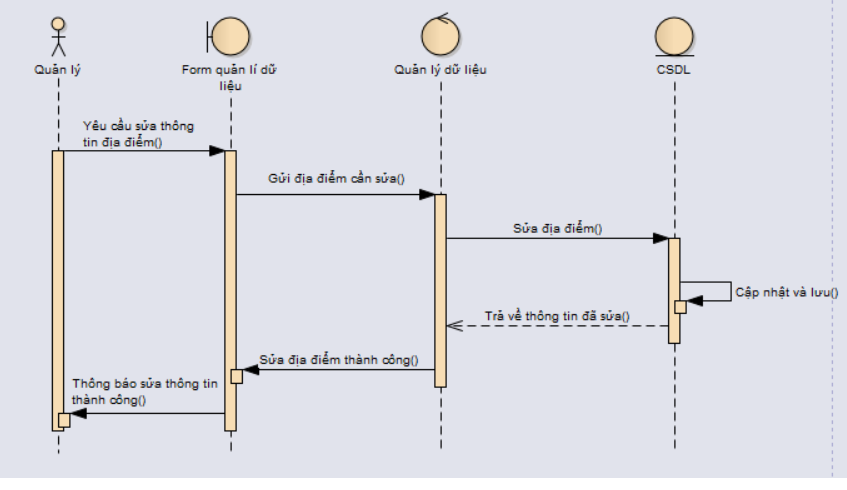 Quản lý
Form quản lí dữ
liệu
Quản lý dữ liệu
CSDL
Yêu cầu sửa thông
tin địa điểm()
Gửi địa điểm cần sửa()
Sửa địa điểm()
Cập nhật và lưu()
Trả về thông tin đã sửa()
Sửa địa điểm thành công()
Thông báo sửa thông tin
thành công()